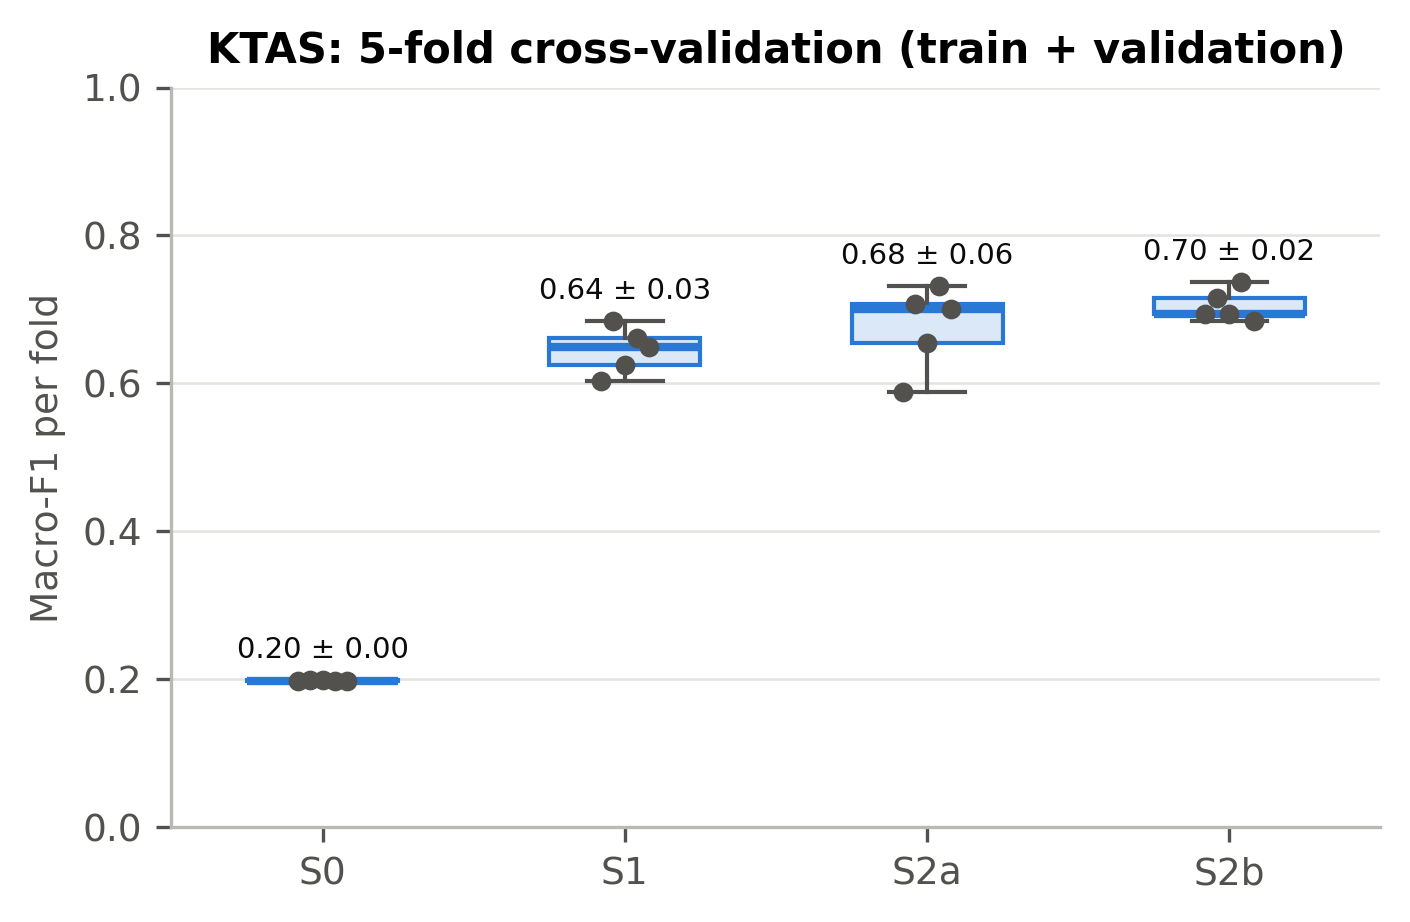 KTAS: 5-fold cross-validation (train + validation)
1.0
0.8
0.6
0.4
0.2
0.0
Macro-F1 per fold
0.20 ± 0.00
0.64 ± 0.03
0.68 ± 0.06
0.70 ± 0.02
S0
S1
S2a
S2b